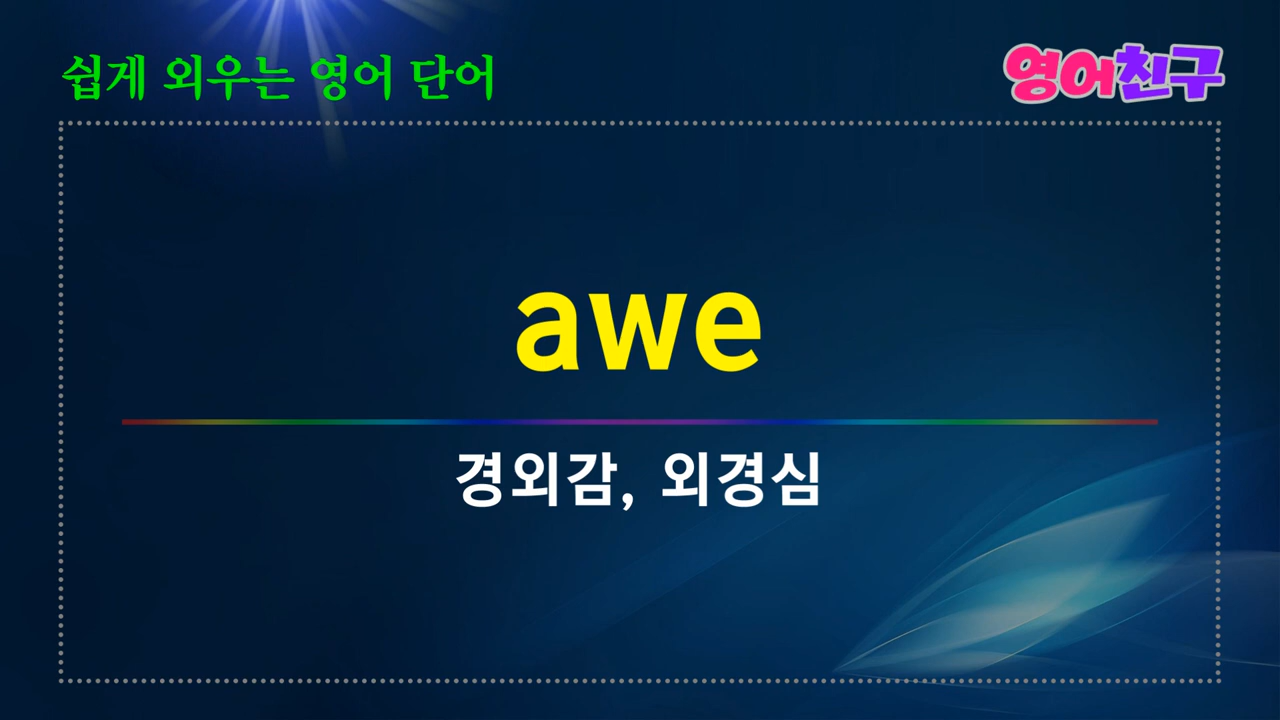 쉽게 외우는 영어 단어
영어친구
awe
경외감, 외경심